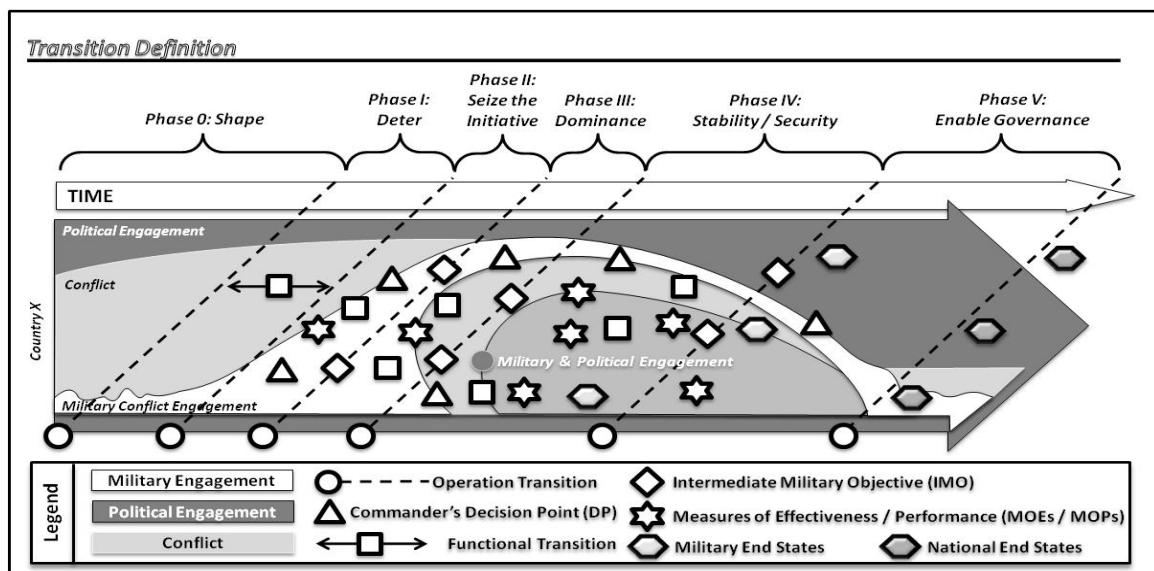 Transition Definition
Phase 0: Shape
Phase I:
Deter
Phase II:
Seize the
Initiative
Phase III:
Dominance
Phase IV:
Stability / Security
Phase V:
Enable Governance
TIME
Political Engagement
Conflict
Country X
Military & Political Engagement
Military Conflict Engagement
Legend
Military Engagement
Political Engagement
Conflict
Operation Transition
Commander's Decision Point (DP)
Functional Transition
Intermediate Military Objective (IMO)
Measures of Effectiveness / Performance (MOEs / MOPs)
Military End States
National End States